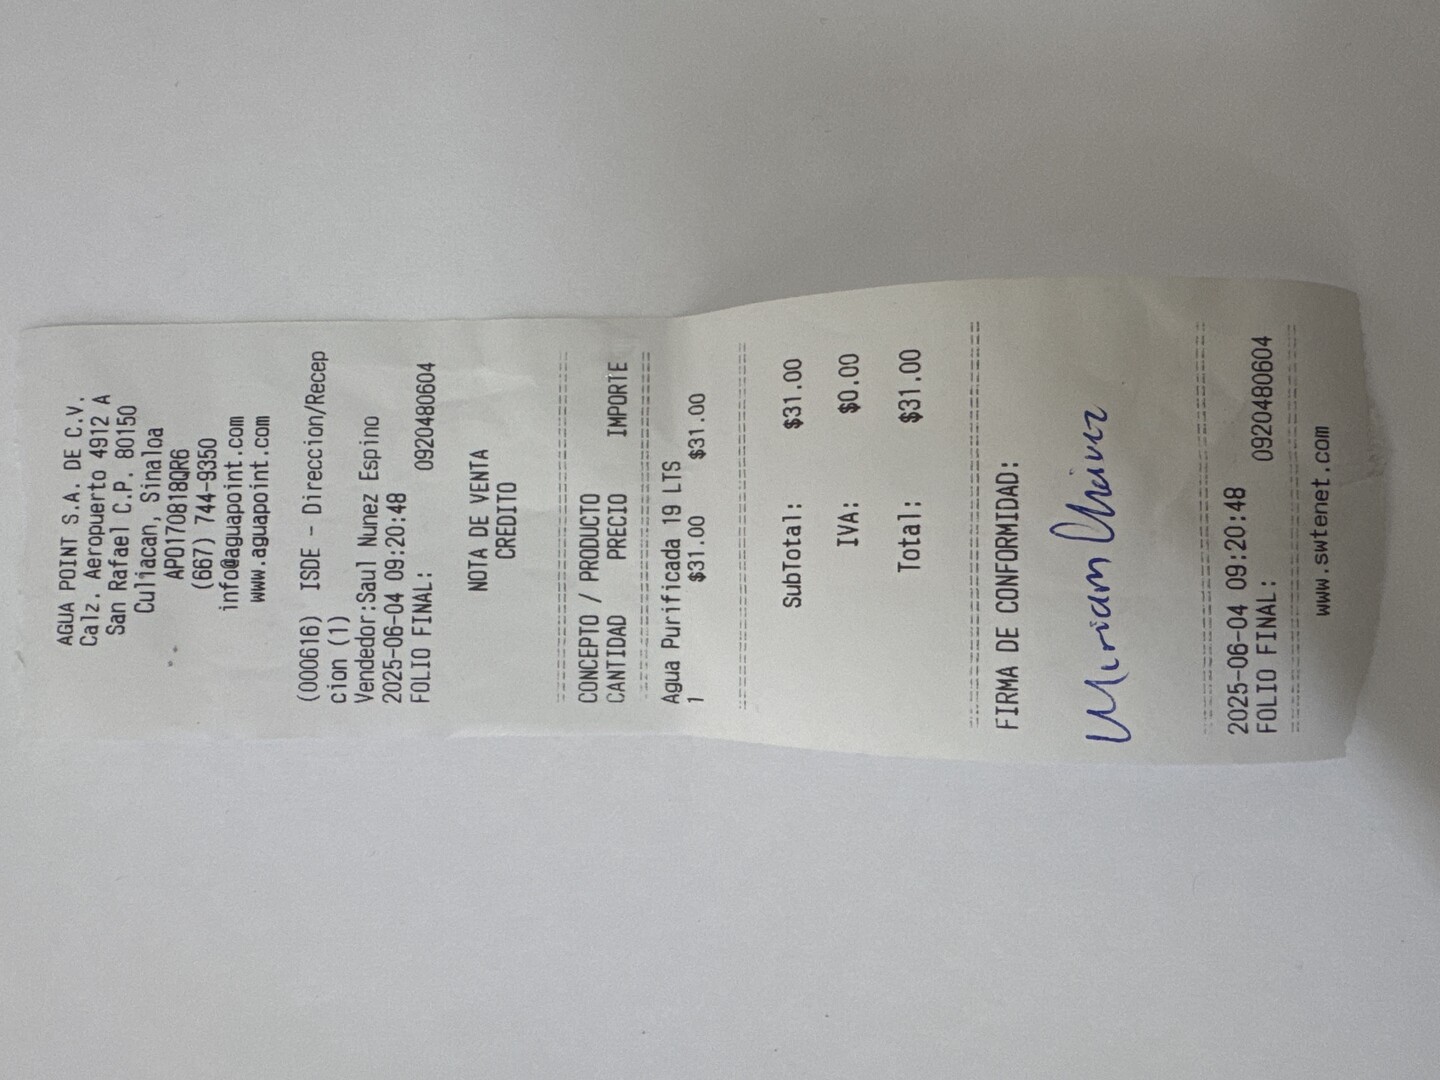 AGUA POINT S.A. DE C.V.
Calz. Aeropuerto 4912 A
San Rafael C.P. 80150
Culiacan, Sinaloa
APO170818QR6
(667) 744-9350
info@aguapoint.com
www.aguapoint.com
(000616) ISDE - Direccion/Recep
cion (1)
Vendedor:Saul Nunez Espino
2025-06-04 09:20:48
FOLIO FINAL: 0920480604
NOTA DE VENTA
CREDITO
CONCEPTO / PRODUCTO
CANTIDAD PRECIO IMPORTE
Agua Purificada 19 LTS
1 $31.00 $31.00
SubTotal: $31.00
IVA: $0.00
Total: $31.00
FIRMA DE CONFORMIDAD:
Miriam
2025-06-04 09:20:48
FOLIO FINAL: 0920480604
www.swtenet.com